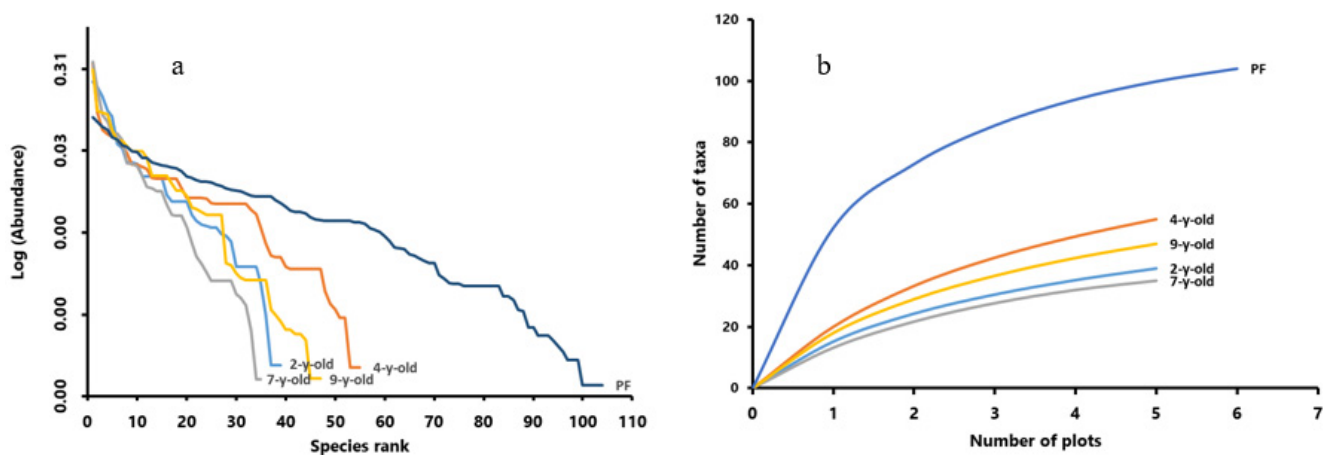 a
Log (Abundance)
0.31
0.03
0.00
0.00
0.00
2-y-old
4-y-old
7-y-old
9-y-old
PF
0 10 20 30 40 50 60 70 80 90 100 110
Species rank
b
Number of taxa
120
100
80
60
40
20
0
PF
4-y-old
9-y-old
2-y-old
7-y-old
0 1 2 3 4 5 6 7
Number of plots